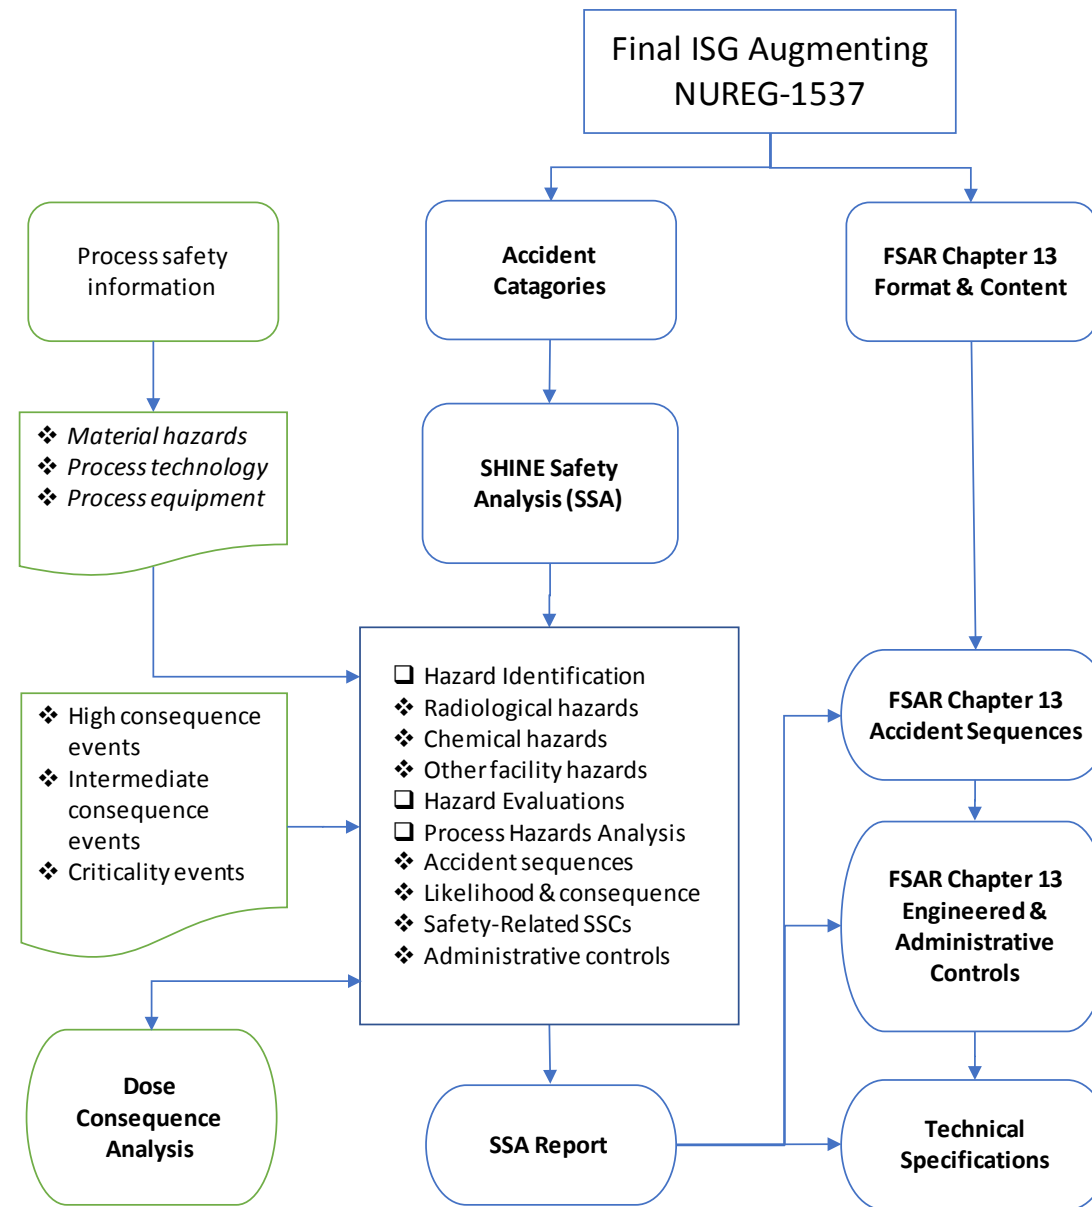 Final ISG Augmenting
NUREG-1537
Process safety
information
Accident
Catagories
FSAR Chapter 13
Format & Content
❖ Material hazards
❖ Process technology
❖ Process equipment
SHINE Safety
Analysis (SSA)
❑ Hazard Identification
❖ Radiological hazards
❖ Chemical hazards
❖ Other facility hazards
❑ Hazard Evaluations
❑ Process Hazards Analysis
❖ Accident sequences
❖ Likelihood & consequence
❖ Safety-Related SSCs
❖ Administrative controls
❖ High consequence
events
❖ Intermediate
consequence
events
❖ Criticality events
FSAR Chapter 13
Accident Sequences
FSAR Chapter 13
Engineered &
Administrative
Controls
Dose
Consequence
Analysis
SSA Report
Technical
Specifications